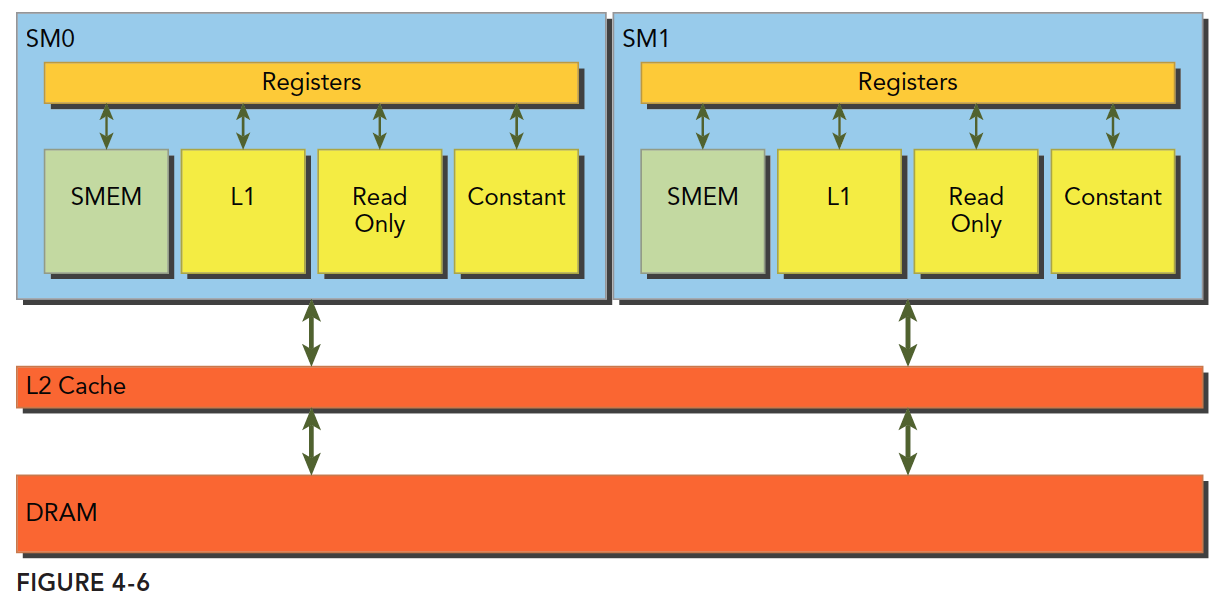 SM0
Registers
SMEM
L1
Read
Only
Constant
SM1
Registers
SMEM
L1
Read
Only
Constant
L2 Cache
DRAM
FIGURE 4-6